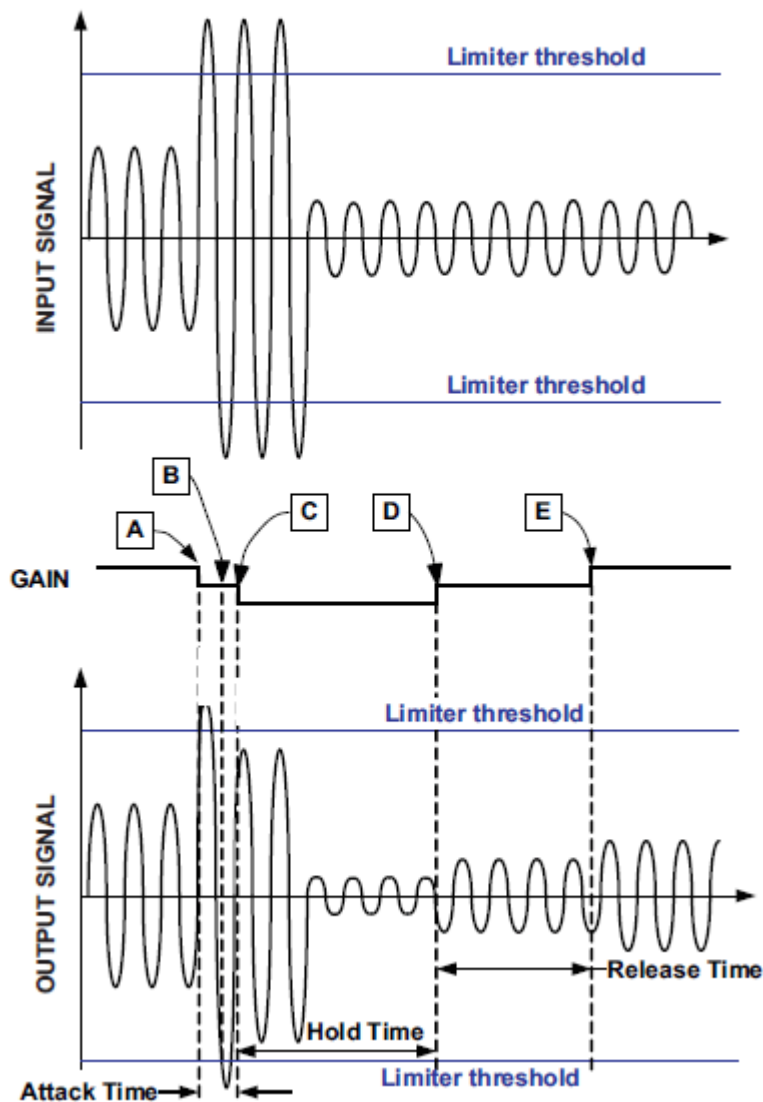 Limiter threshold
INPUT SIGNAL
Limiter threshold
B
A
C
D
E
GAIN
Limiter threshold
OUTPUT SIGNAL
Release Time
Hold Time
Limiter threshold
Attack Time